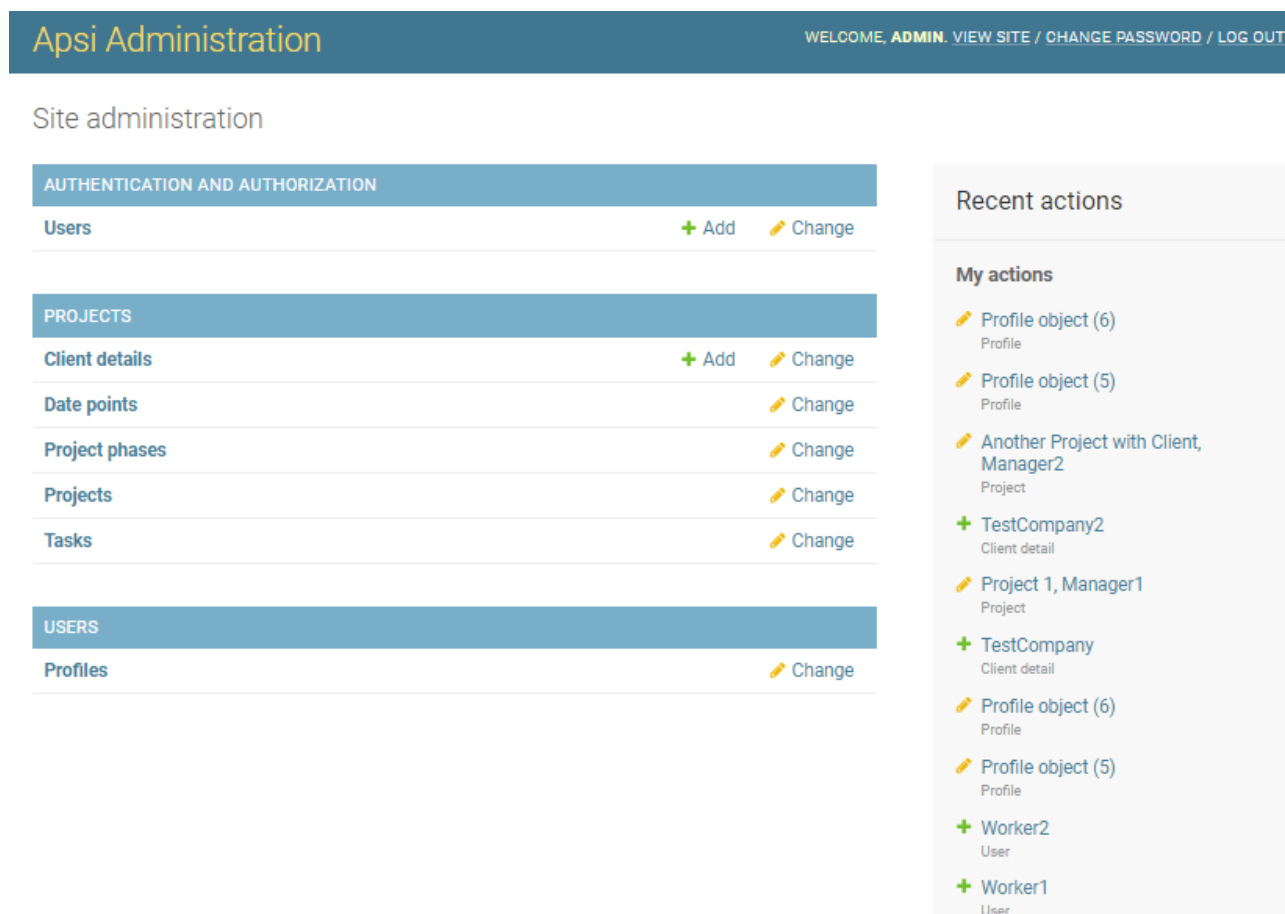 Apsi Administration
WELCOME, ADMIN. VIEW SITE / CHANGE PASSWORD / LOG OUT
Site administration
AUTHENTICATION AND AUTHORIZATION
Users Add Change
PROJECTS
Client details Add Change
Date points Change
Project phases Change
Projects Change
Tasks Change
USERS
Profiles Change
Recent actions
My actions
Profile object (6)
Profile
Profile object (5)
Profile
Another Project with Client,
Manager2
Project
TestCompany2
Client detail
Project 1, Manager1
Project
TestCompany
Client detail
Profile object (6)
Profile
Profile object (5)
Profile
Worker2
User
Worker1
User